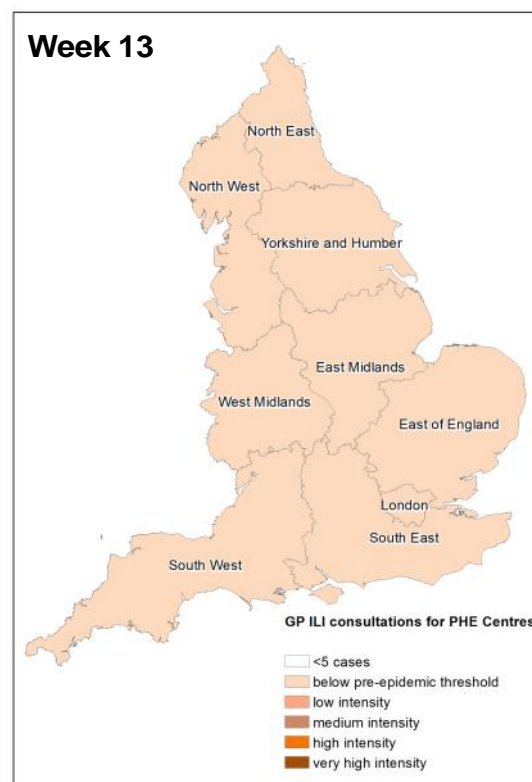 Week 13
North East
North West
Yorkshire and Humber
East Midlands
West Midlands
East of England
London
South East
South West
GP ILI consultations for PHE Centres
<5 cases
below pre-epidemic threshold
low intensity
medium intensity
high intensity
very high intensity